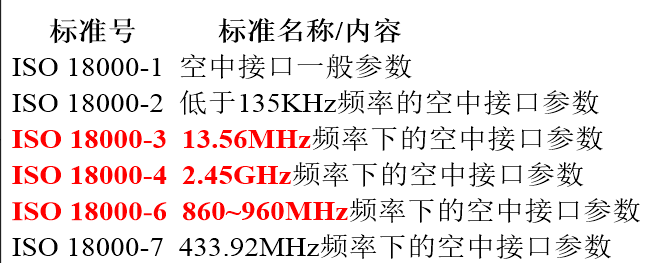 标准号 标准名称/内容
ISO 18000-1 空中接口一般参数
ISO 18000-2 低于135KHz频率的空中接口参数
ISO 18000-3 13.56MHz频率下的空中接口参数
ISO 18000-4 2.45GHz频率下的空中接口参数
ISO 18000-6 860~960MHz频率下的空中接口参数
ISO 18000-7 433.92MHz频率下的空中接口参数